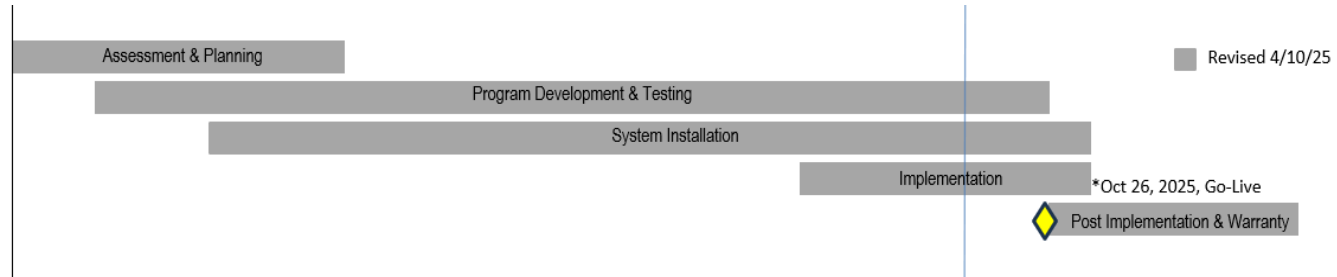 Assessment & Planning
Revised 4/10/25
Program Development & Testing
System Installation
Implementation
*Oct 26, 2025, Go-Live
Post Implementation & Warranty